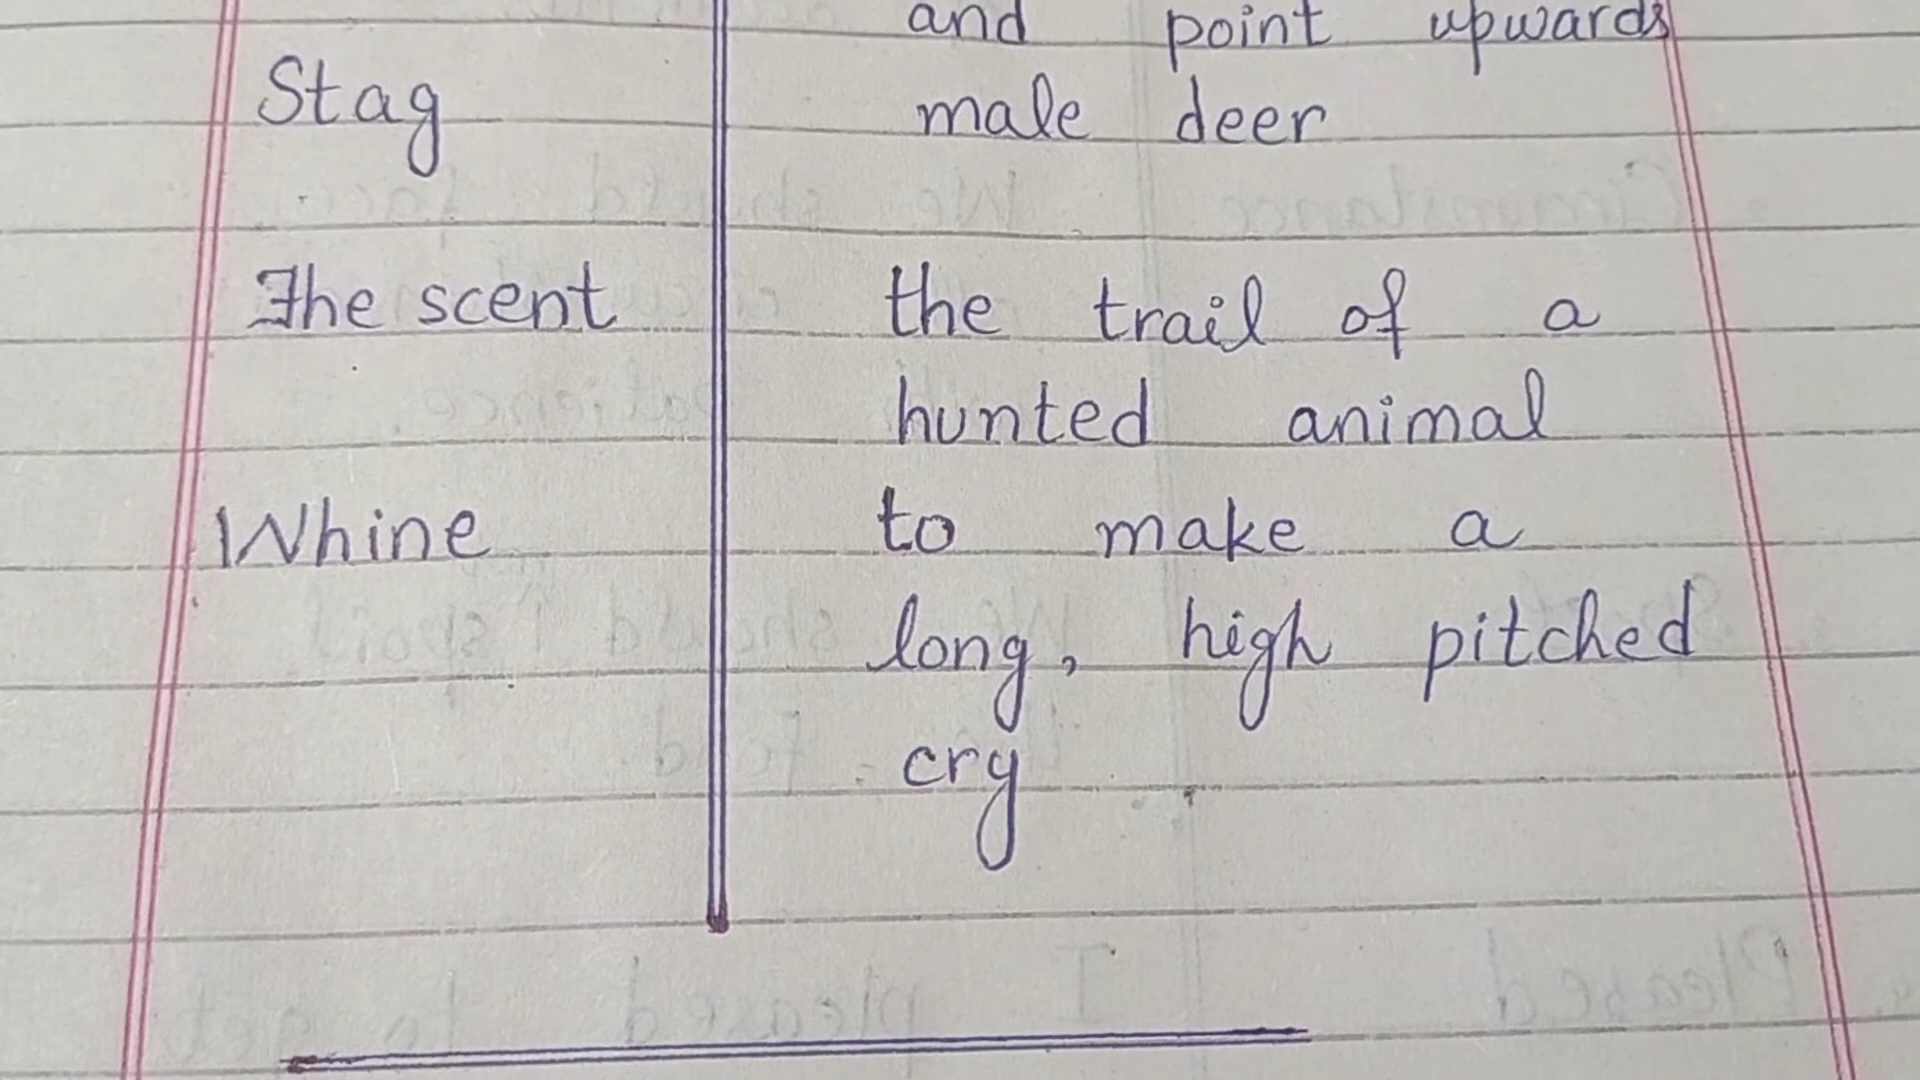 and point upwards
Stag male deer
The scent the trail of a
hunted animal
Whine to make a
long, high pitched
cry